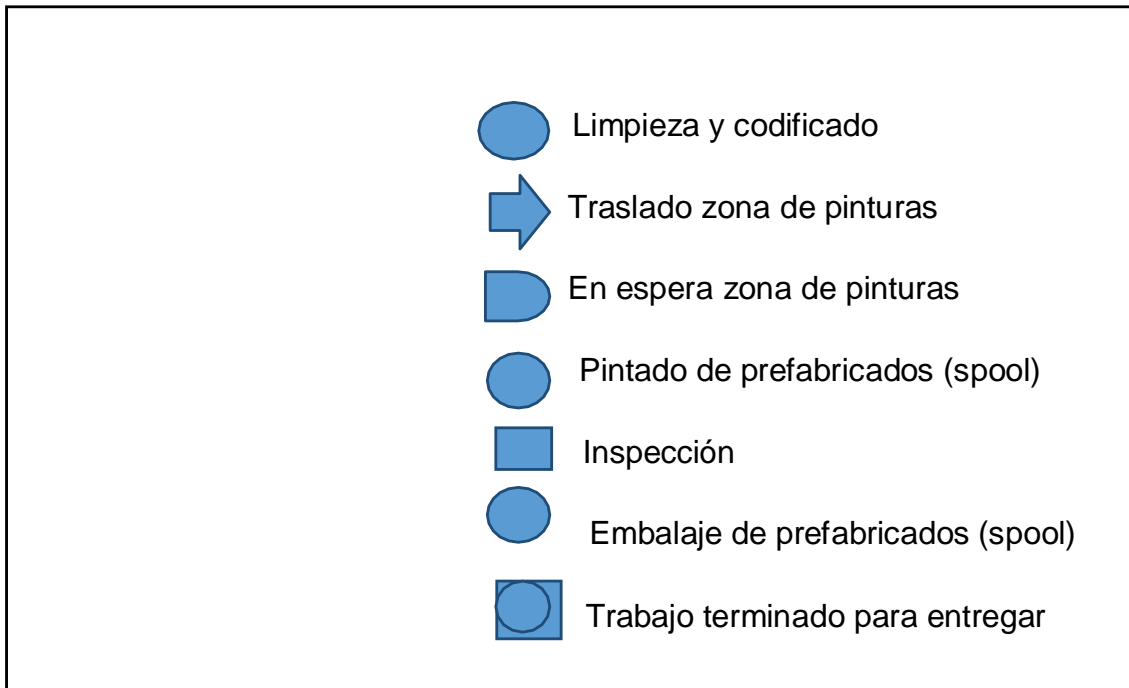 Limpieza y codificado
Traslado zona de pinturas
En espera zona de pinturas
Pintado de prefabricados (spool)
Inspección
Embalaje de prefabricados (spool)
Trabajo terminado para entregar